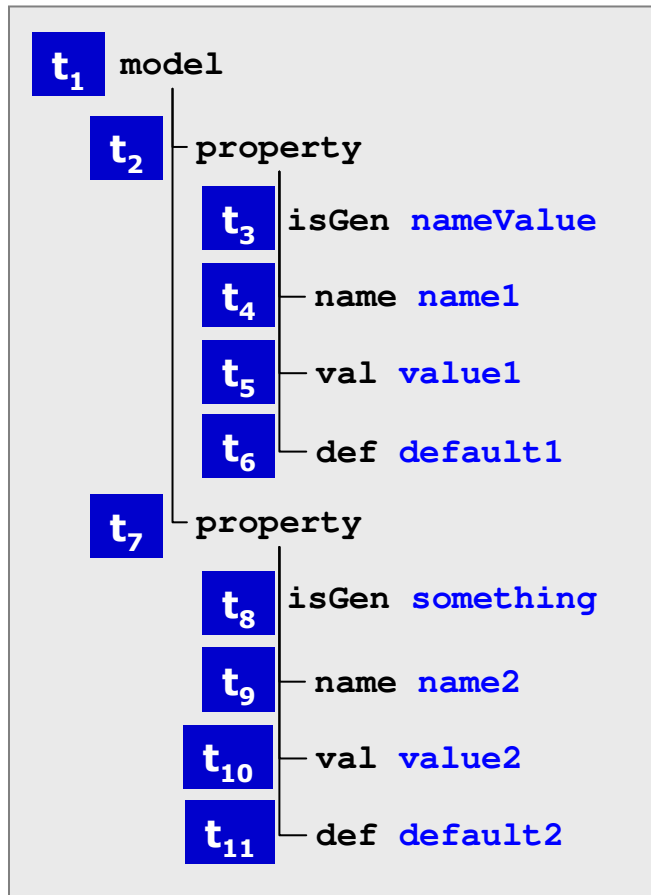 t1 model
t2 property
t3 isGen nameValue
t4 name name1
t5 val value1
t6 def default1
t7 property
t8 isGen something
t9 name name2
t10 val value2
t11 def default2